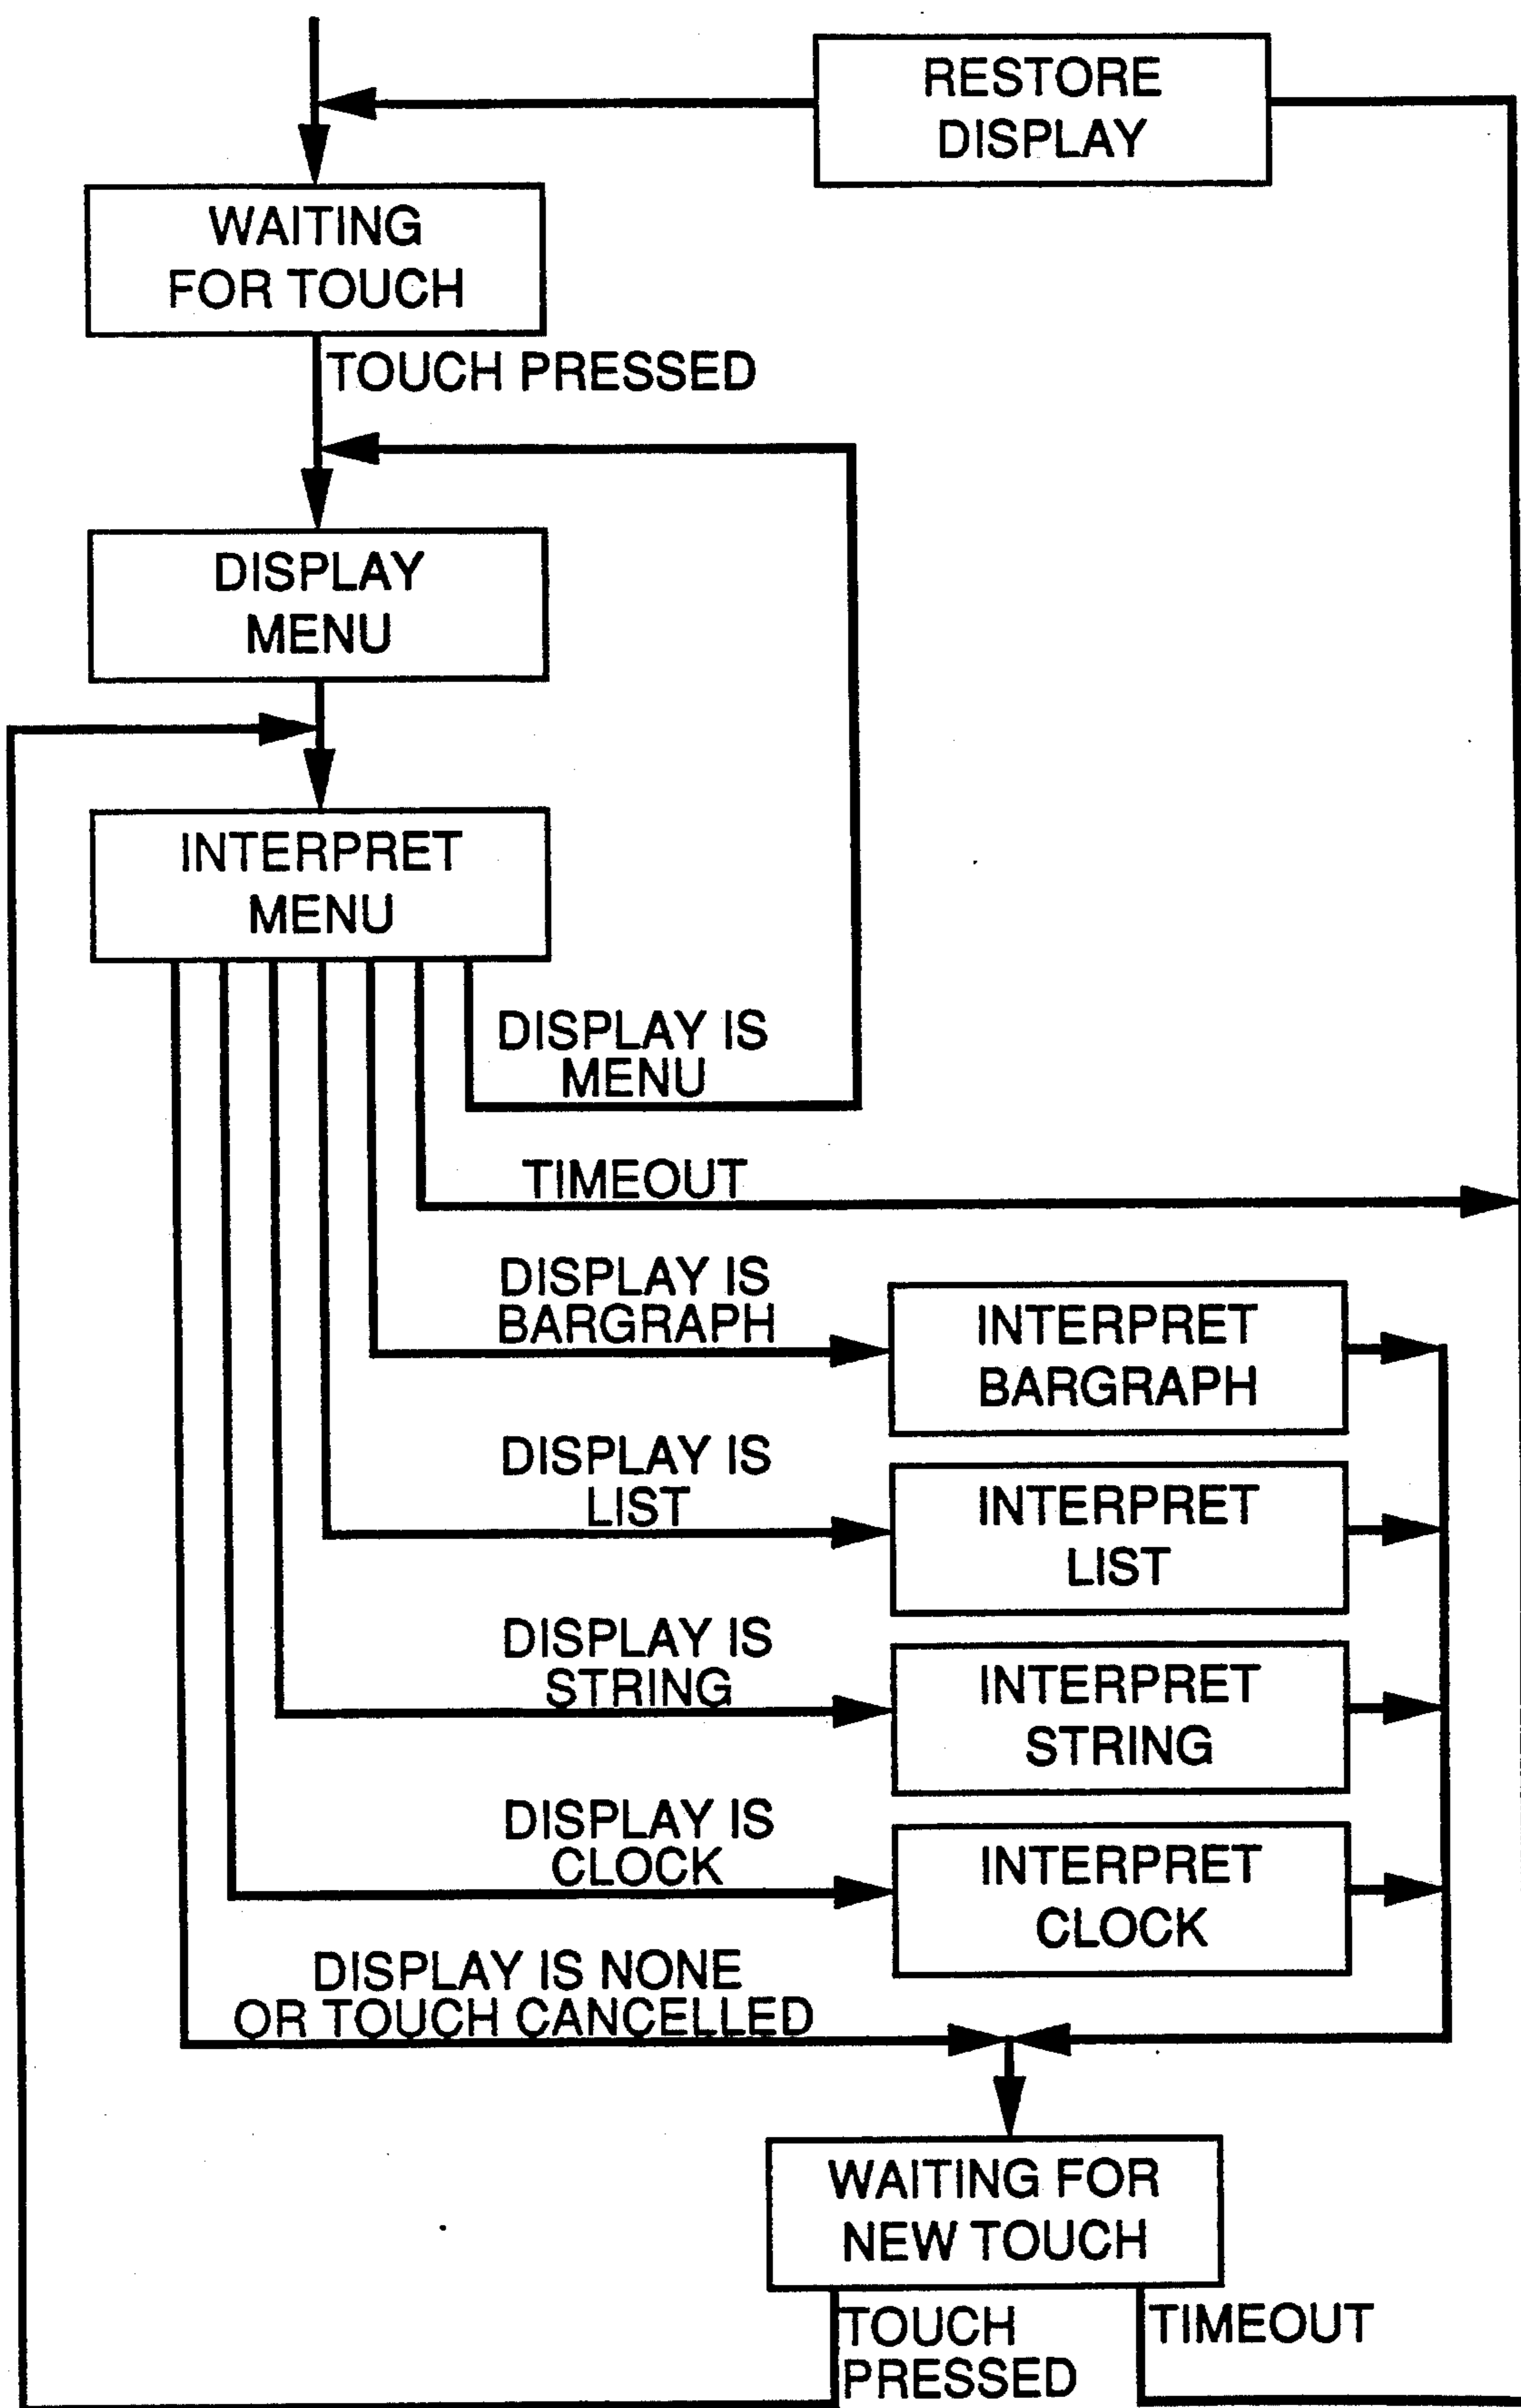 RESTORE
DISPLAY
WAITING
FOR TOUCH
TOUCH PRESSED
DISPLAY
MENU
INTERPRET
MENU
DISPLAY IS
MENU
TIMEOUT
DISPLAY IS
BARGRAPH
INTERPRET
BARGRAPH
DISPLAY IS
LIST
INTERPRET
LIST
DISPLAY IS
STRING
INTERPRET
STRING
DISPLAY IS
CLOCK
INTERPRET
CLOCK
DISPLAY IS NONE
OR TOUCH CANCELLED
WAITING FOR
NEW TOUCH
TOUCH
PRESSED
TIMEOUT